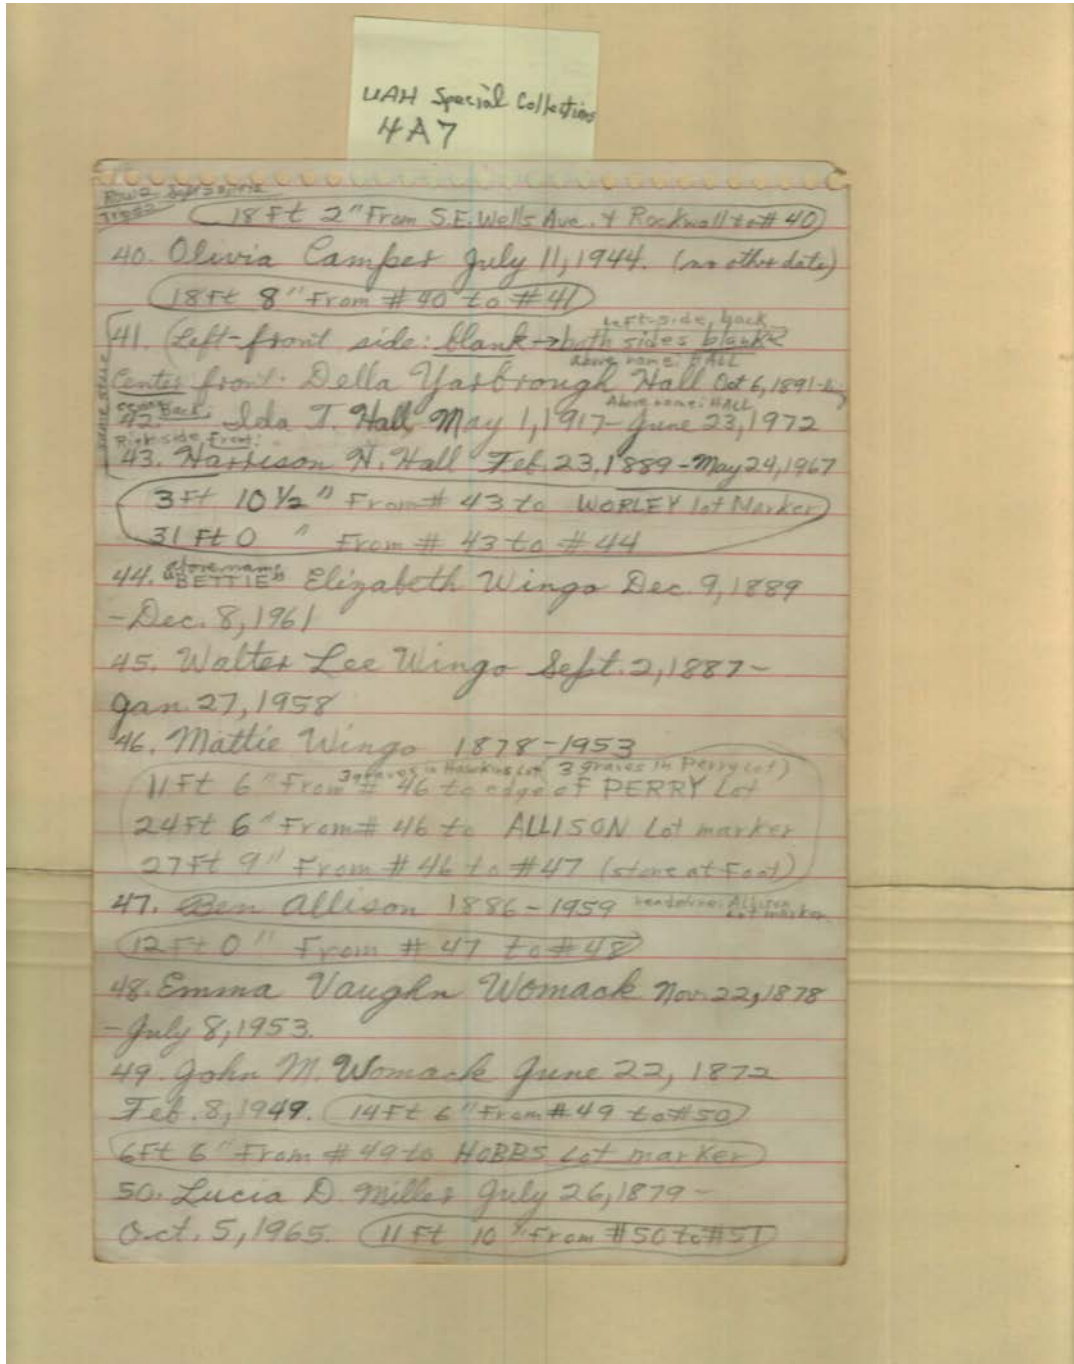 UAH Special Collections
4A7
Row 2
Trees
18 Ft 2" From S.E. Wells Ave. & Rockwall to # 40
40. Olivia Camper July 11, 1944. (no other date)
18 Ft 8" From # 40 to # 41
left-side, back
41. (Left-front side: blank → both sides blank
above name: HALL
Center front: Della Yarbrough Hall Oct 6, 1891-
Above name: HALL
42. Back: Ida T. Hall May 1, 1917- June 23, 1972
same stone
Right side, Front:
43. Harrison H. Hall Feb. 23, 1889 - May 24, 1967
3 Ft 10 1/2" From # 43 to WORLEY lot Marker
31 Ft 0 " From # 43 to # 44
above name
44. "BETTIE" Elizabeth Wingo Dec. 9, 1889
- Dec. 8, 1961
45. Walter Lee Wingo Sept. 2, 1887-
Jan. 27, 1958
46. Mattie Wingo 1878-1953
3 graves in Hawkins Lot (3 graves in Perry Lot)
11 Ft 6" From # 46 to edge of PERRY Lot
24 Ft 6" From # 46 to ALLISON Lot marker
27 Ft 9" From # 46 to # 47 (stone at Foot)
47. Ben Allison 1886-1959 headstone: Allison
Lot marker
12 Ft 0" From # 47 to # 48
48. Emma Vaughn Womack Nov. 22, 1878
- July 8, 1953.
49. John M. Womack June 22, 1872
Feb. 8, 1949. 14 Ft 6" From # 49 to # 50
6 Ft 6" From # 49 to HOBBS Lot marker
50. Lucia D. Miller July 26, 1879-
Oct. 5, 1965. 11 Ft 10" From # 50 to # 51